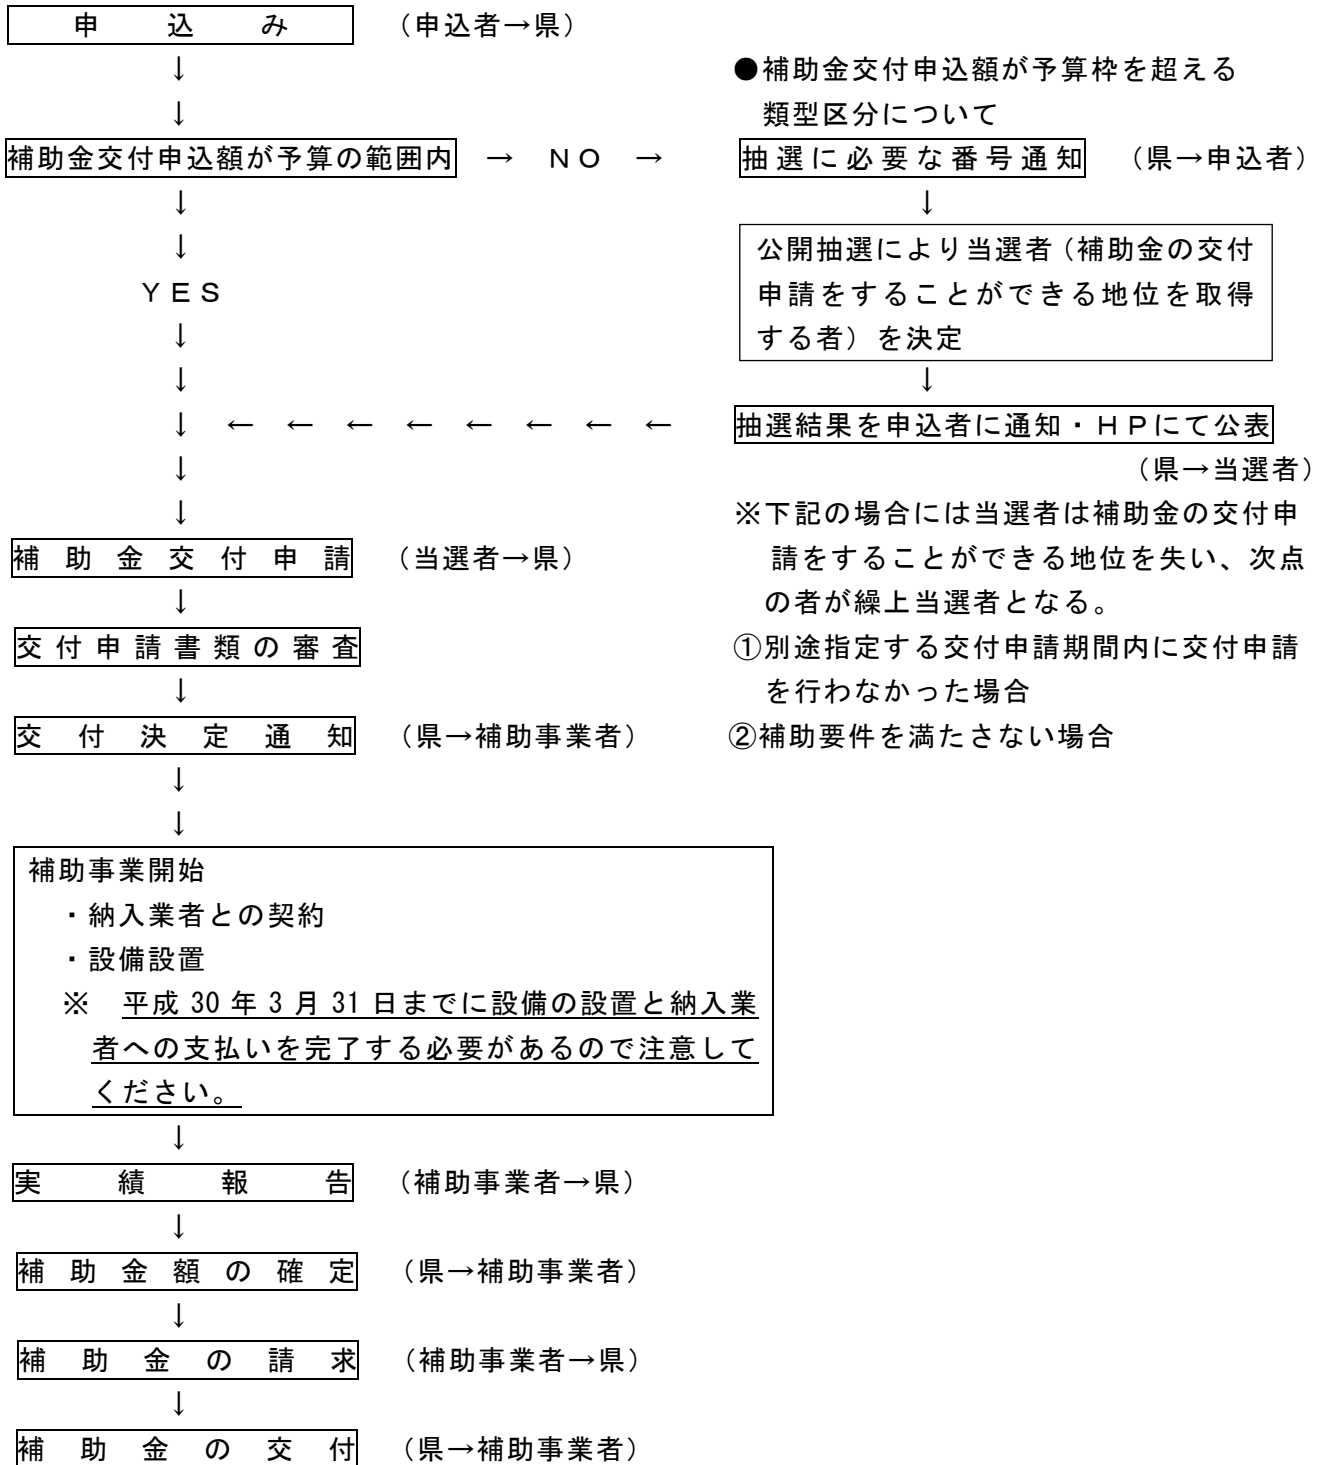 申込み （申込者→県）
↓ ●補助金交付申込額が予算枠を超える
↓ 類型区分について
補助金交付申込額が予算の範囲内 → ＮＯ → 抽選に必要な番号通知 （県→申込者）
↓ ↓
↓ 公開抽選により当選者（補助金の交付
ＹＥＳ 申請をすることができる地位を取得
↓ する者）を決定
↓ ↓
↓ ← ← ← ← ← ← ← ← 抽選結果を申込者に通知・ＨＰにて公表
↓ （県→当選者）
↓ ※下記の場合には当選者は補助金の交付申
補助金交付申請 （当選者→県） 請をすることができる地位を失い、次点
↓ の者が繰上当選者となる。
交付申請書類の審査 ①別途指定する交付申請期間内に交付申請
↓ を行わなかった場合
交付決定通知 （県→補助事業者） ②補助要件を満たさない場合
↓
↓
補助事業開始
・納入業者との契約
・設備設置
※ 平成 30 年 3 月 31 日までに設備の設置と納入業
者への支払いを完了する必要があるので注意して
ください。
↓
実績報告 （補助事業者→県）
↓
補助金額の確定 （県→補助事業者）
↓
補助金の請求 （補助事業者→県）
↓
補助金の交付 （県→補助事業者）